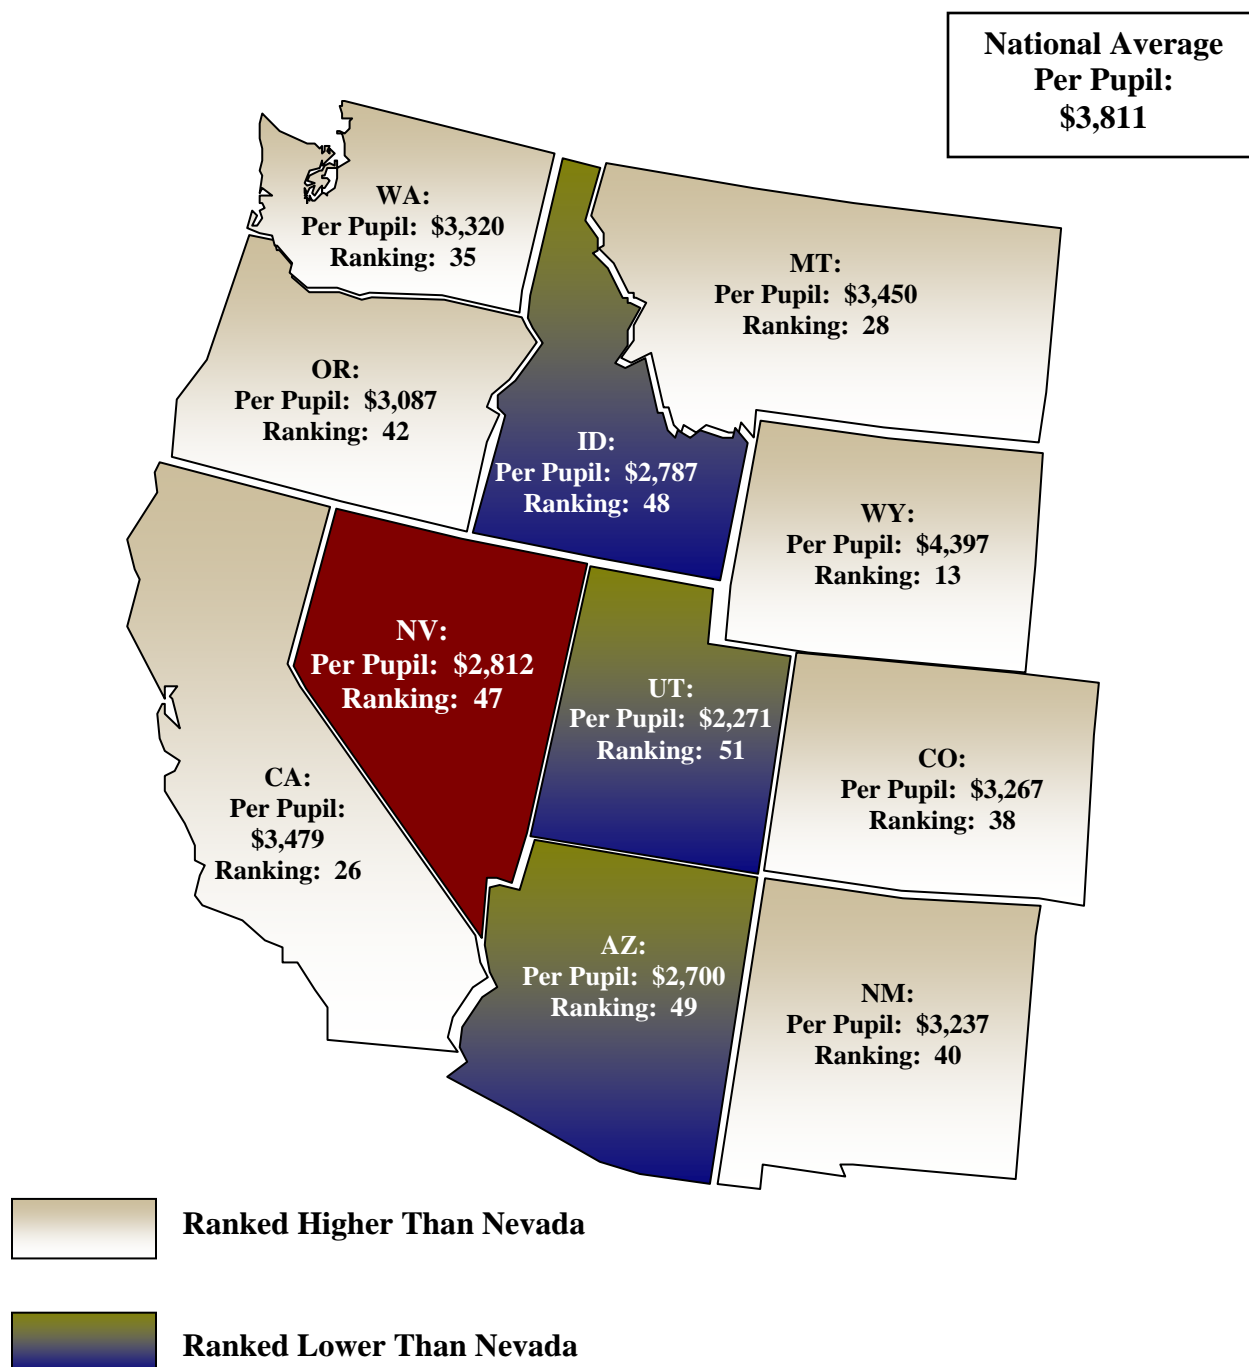 National Average
Per Pupil:
$3,811
WA:
Per Pupil: $3,320
Ranking: 35
MT:
Per Pupil: $3,450
Ranking: 28
OR:
Per Pupil: $3,087
Ranking: 42
ID:
Per Pupil: $2,787
Ranking: 48
WY:
Per Pupil: $4,397
Ranking: 13
NV:
Per Pupil: $2,812
Ranking: 47
UT:
Per Pupil: $2,271
Ranking: 51
CO:
Per Pupil: $3,267
Ranking: 38
CA:
Per Pupil:
$3,479
Ranking: 26
AZ:
Per Pupil: $2,700
Ranking: 49
NM:
Per Pupil: $3,237
Ranking: 40
Ranked Higher Than Nevada
Ranked Lower Than Nevada